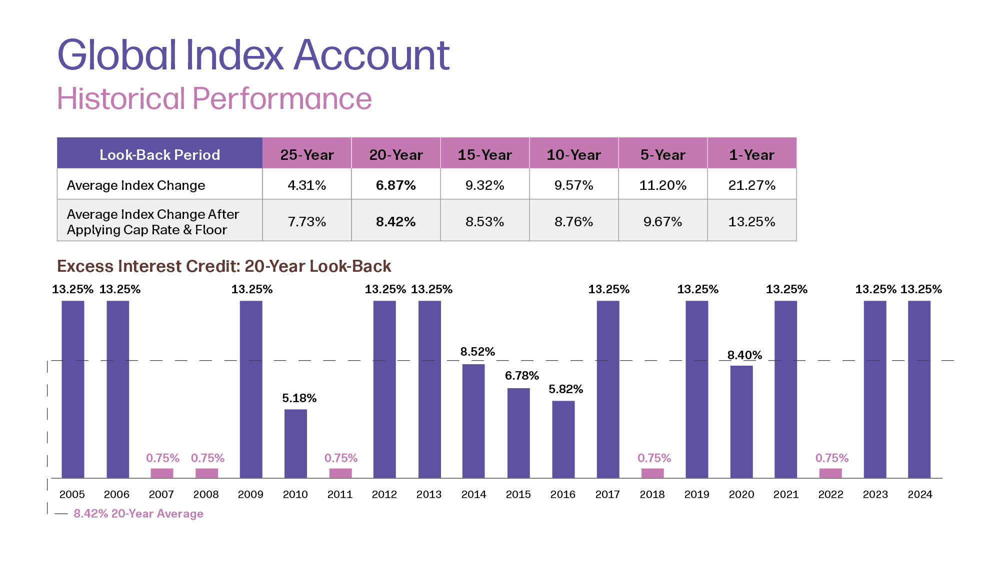 Global Index Account
Historical Performance
Look-Back Period 25-Year 20-Year 15-Year 10-Year 5-Year 1-Year
Average Index Change 4.31% 6.87% 9.32% 9.57% 11.20% 21.27%
Average Index Change After
Applying Cap Rate & Floor 7.73% 8.42% 8.53% 8.76% 9.67% 13.25%
Excess Interest Credit: 20-Year Look-Back
13.25% 13.25% 0.75% 0.75% 13.25% 5.18% 0.75% 13.25% 13.25% 8.52% 6.78% 5.82% 13.25% 0.75% 13.25% 8.40% 13.25% 0.75% 13.25% 13.25%
2005 2006 2007 2008 2009 2010 2011 2012 2013 2014 2015 2016 2017 2018 2019 2020 2021 2022 2023 2024
8.42% 20-Year Average